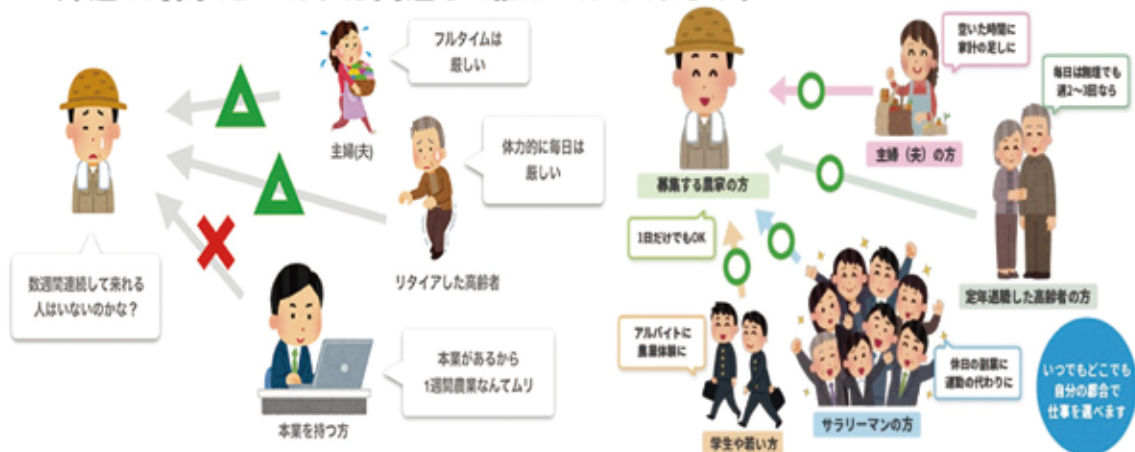 フルタイムは
厳しい
主婦(夫)
体力的に毎日は
厳しい
リタイアした高齢者
数週間連続して来れる
人はいないのかな？
本業があるから
1週間農業なんてムリ
本業を持つ方
空いた時間に
家計の足しに
主婦（夫）の方
毎日は無理でも
週2〜3回なら
募集する農家の方
1日だけでもOK
定年退職した高齢者の方
アルバイトに
農業体験に
学生や若い方
休日の副業に
運動の代わりに
サラリーマンの方
いつでもどこでも
自分の都合で
仕事を選べます